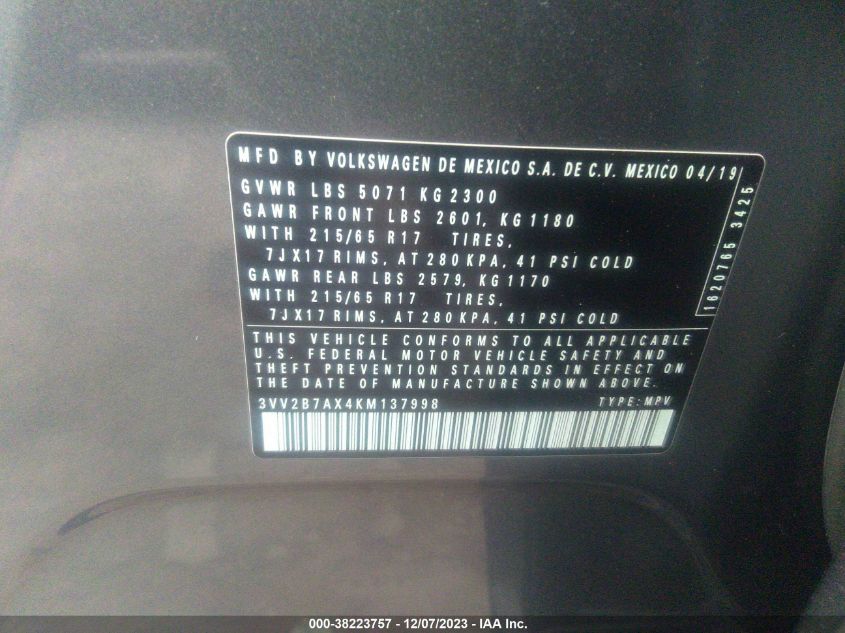 MFD BY VOLKSWAGEN DE MEXICO S.A. DE C.V. MEXICO 04/19
GVWR LBS 5071 KG 2300
GAWR FRONT LBS 2601, KG 1180
WITH 215/65 R17 TIRES,
7JX17 RIMS, AT 280 KPA, 41 PSI COLD
GAWR REAR LBS 2579, KG 1170
WITH 215/65 R17 TIRES,
7JX17 RIMS, AT 280 KPA, 41 PSI COLD
1620765 3425
THIS VEHICLE CONFORMS TO ALL APPLICABLE
U.S. FEDERAL MOTOR VEHICLE SAFETY AND
THEFT PREVENTION STANDARDS IN EFFECT ON
THE DATE OF MANUFACTURE SHOWN ABOVE.
3VV2B7AX4KM137998 TYPE: MPV
000-38223757 - 12/07/2023 - IAA Inc.